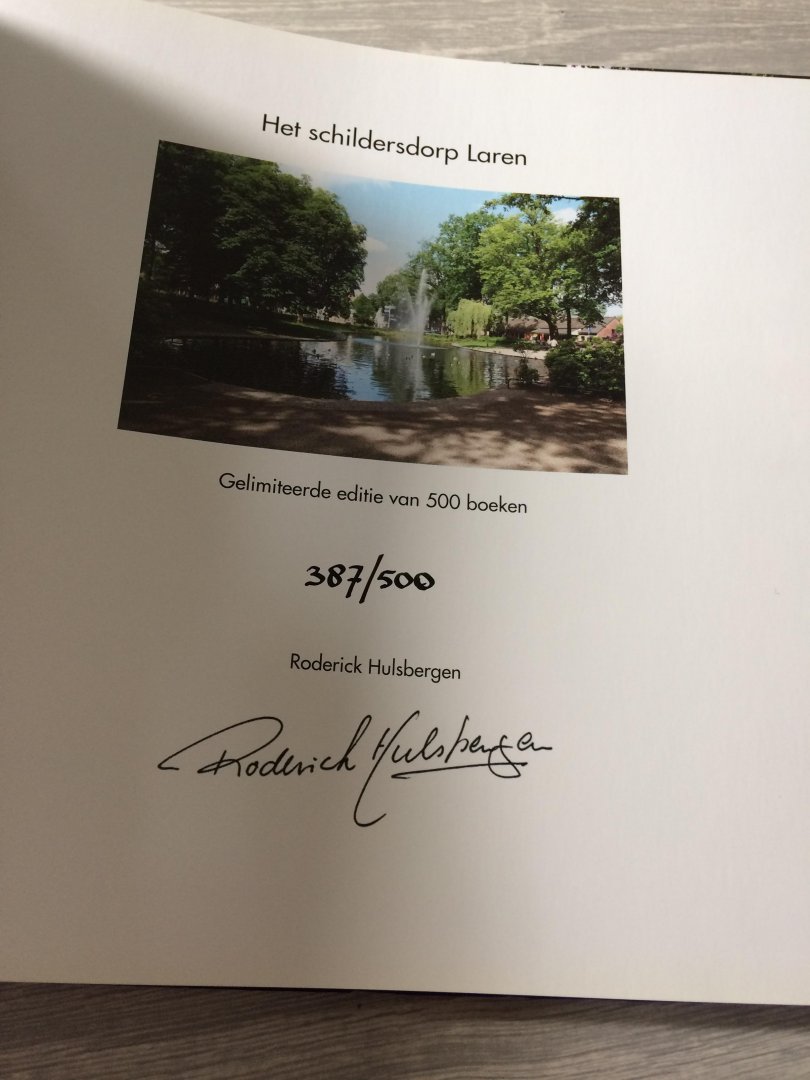 Het schildersdorp Laren
Gelimiteerde editie van 500 boeken
387/500
Roderick Hulsbergen
Roderick Hulsbergen